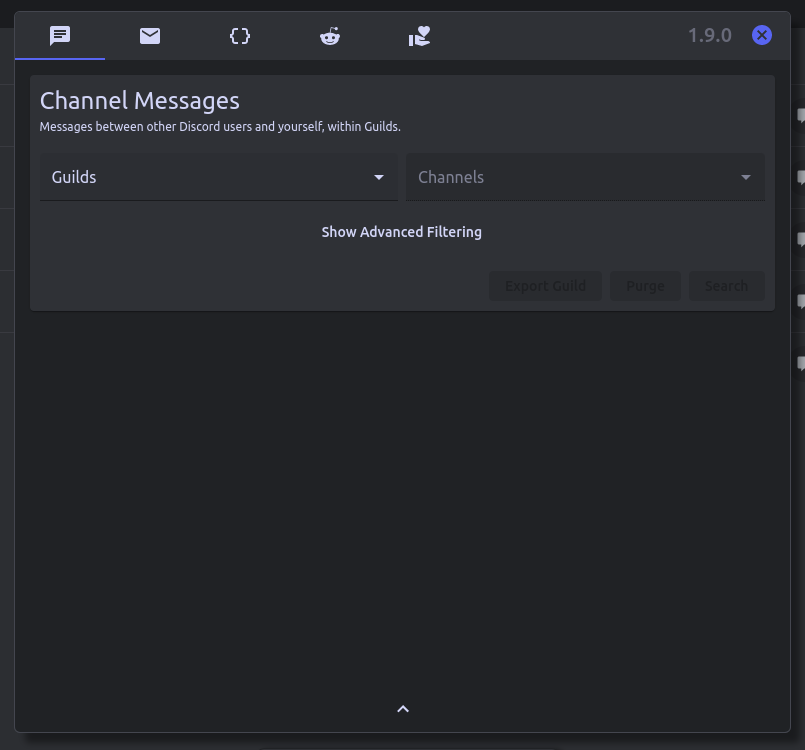 1.9.0
Channel Messages
Messages between other Discord users and yourself, within Guilds.
Guilds
Channels
Show Advanced Filtering
Export Guild
Purge
Search